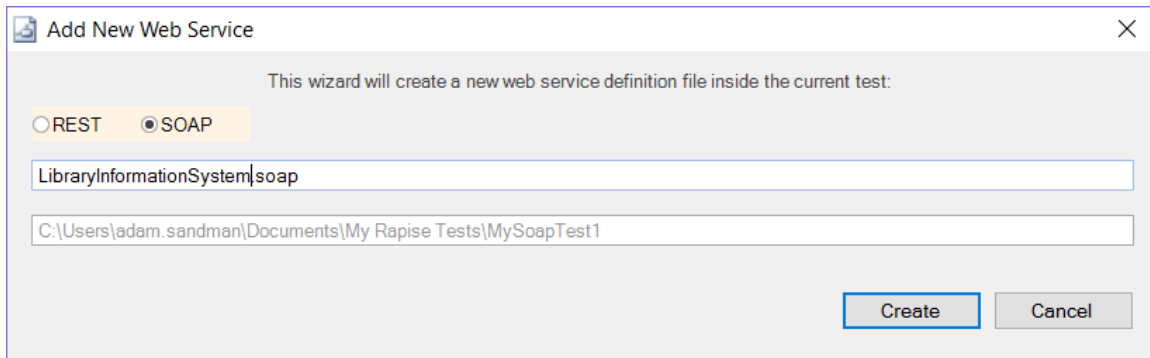 Add New Web Service
This wizard will create a new web service definition file inside the current test:
REST SOAP
LibraryInformationSystem.soap
C:\Users\adam.sandman\Documents\My Rapise Tests\MySoapTest1
Create Cancel